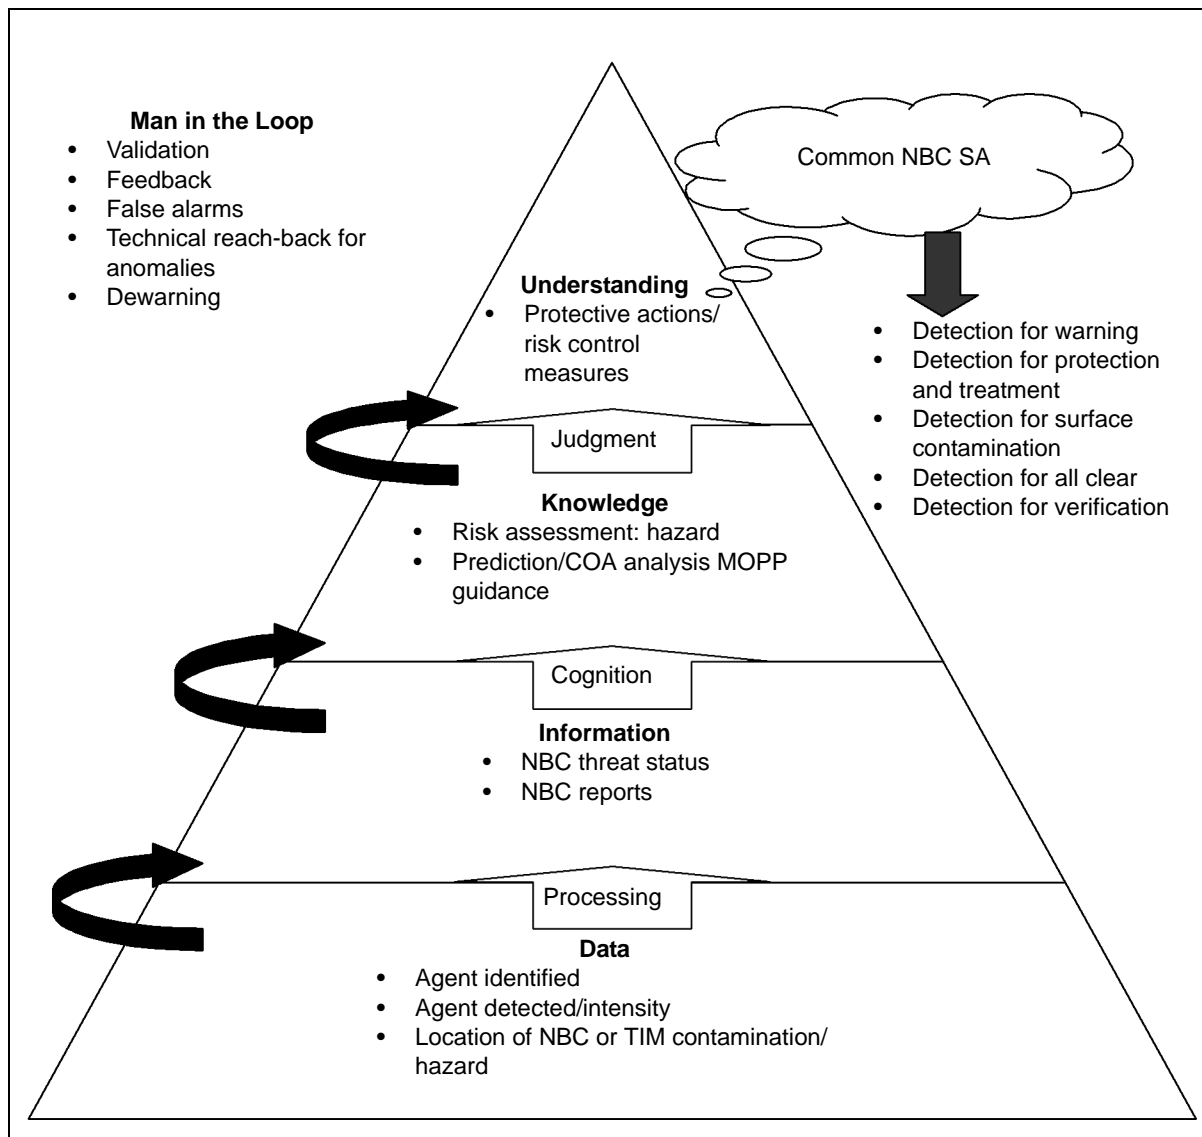 Man in the Loop
• Validation
• Feedback
• False alarms
• Technical reach-back for
anomalies
• Dewarning
Common NBC SA
• Detection for warning
• Detection for protection
and treatment
• Detection for surface
contamination
• Detection for all clear
• Detection for verification
Understanding
• Protective actions/
risk control
measures
Judgment
Knowledge
• Risk assessment: hazard
• Prediction/COA analysis MOPP
guidance
Cognition
Information
• NBC threat status
• NBC reports
Processing
Data
• Agent identified
• Agent detected/intensity
• Location of NBC or TIM contamination/
hazard